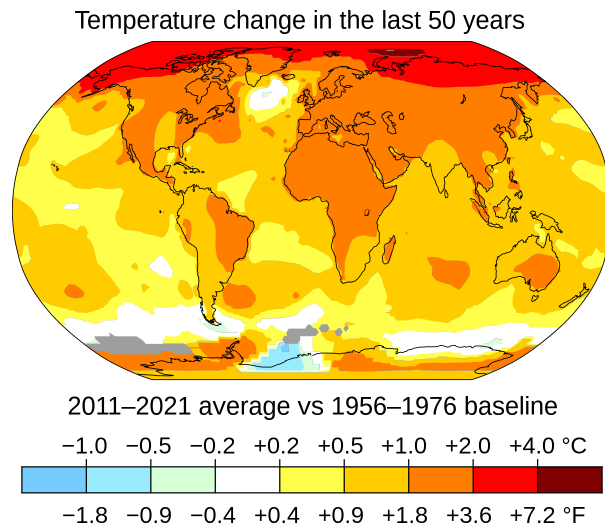 Temperature change in the last 50 years
2011–2021 average vs 1956–1976 baseline
−1.0 −0.5 −0.2 +0.2 +0.5 +1.0 +2.0 +4.0 °C
−1.8 −0.9 −0.4 +0.4 +0.9 +1.8 +3.6 +7.2 °F